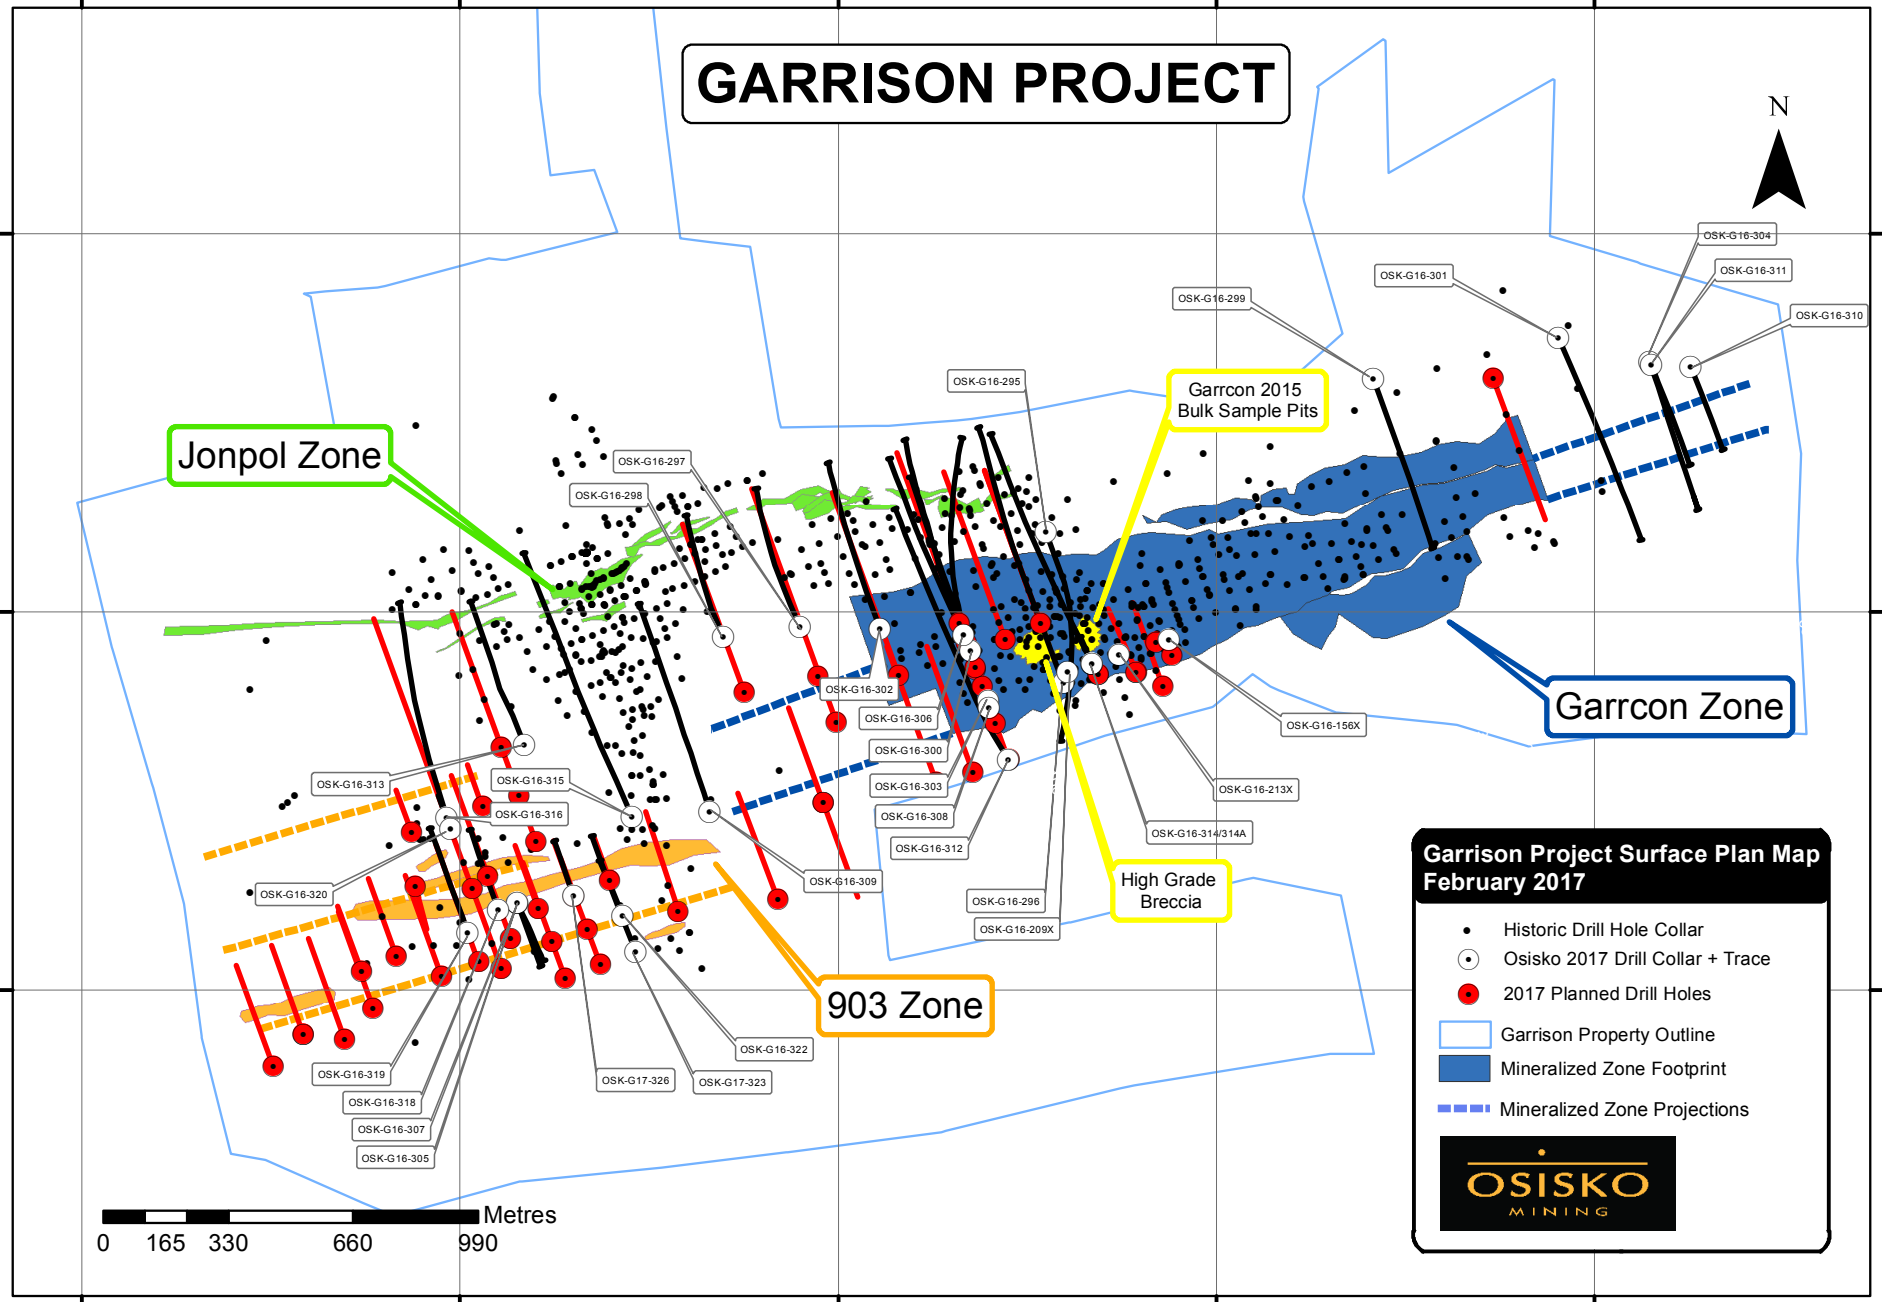 GARRISON PROJECT
N
OSK-G16-304
OSK-G16-311
OSK-G16-301
OSK-G16-299
OSK-G16-310
OSK-G16-295
Garrcon 2015
Bulk Sample Pits
Jonpol Zone
OSK-G16-297
OSK-G16-298
OSK-G16-302
OSK-G16-306
OSK-G16-300
OSK-G16-303
OSK-G16-308
OSK-G16-312
OSK-G16-156X
Garrcon Zone
OSK-G16-213X
OSK-G16-314/314A
OSK-G16-313
OSK-G16-315
OSK-G16-316
OSK-G16-320
OSK-G16-309
High Grade
Breccia
OSK-G16-296
OSK-G16-209X
903 Zone
OSK-G16-322
OSK-G16-319
OSK-G17-326
OSK-G17-323
OSK-G16-318
OSK-G16-307
OSK-G16-305
Garrison Project Surface Plan Map
February 2017
Historic Drill Hole Collar
Osisko 2017 Drill Collar + Trace
2017 Planned Drill Holes
Garrison Property Outline
Mineralized Zone Footprint
Mineralized Zone Projections
OSISKO
MINING
Metres
0 165 330 660 990